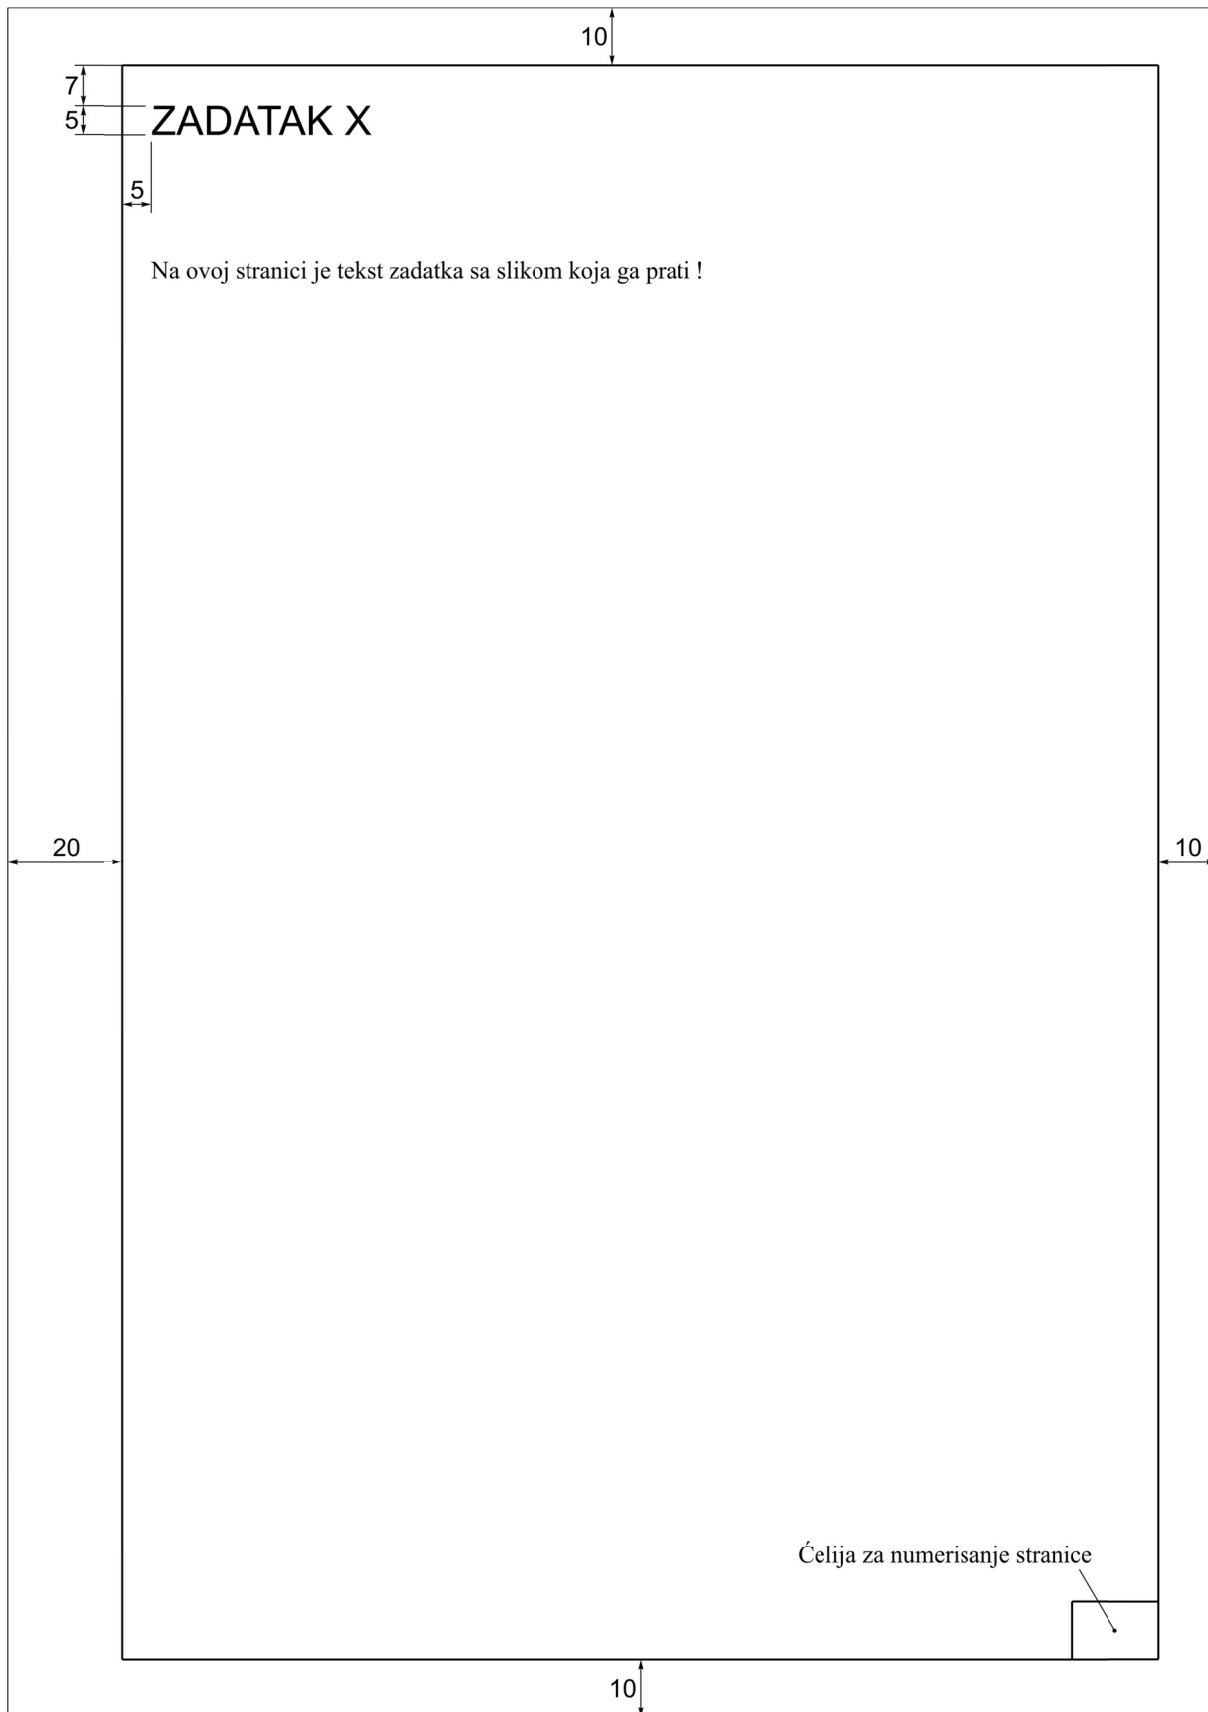 10
7
5
ZADATAK X
5
Na ovoj stranici je tekst zadatka sa slikom koja ga prati !
20
10
Ćelija za numerisanje stranice
10